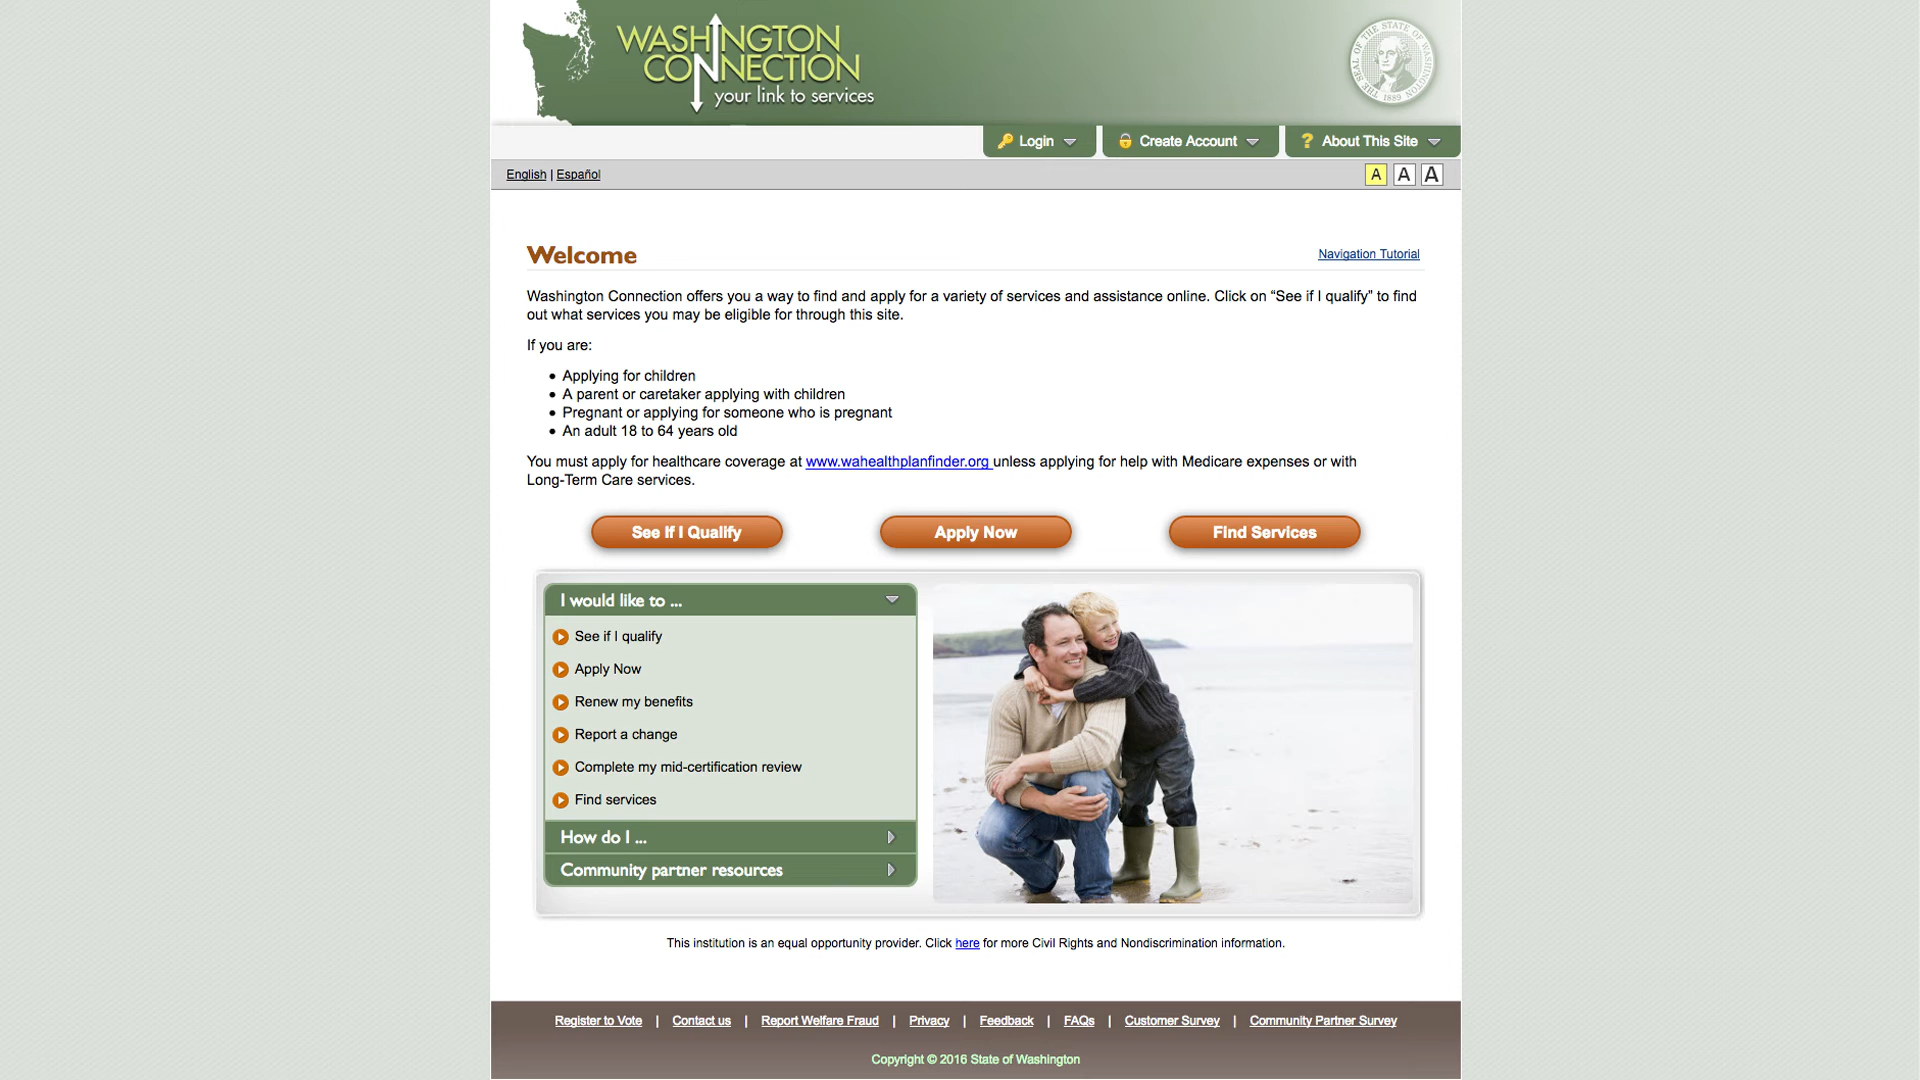 WASHINGTON
CONNECTION
your link to services
THE SEAL OF THE STATE OF WASHINGTON
1889
Login
Create Account
? About This Site
English | Español
A A A
Welcome
Navigation Tutorial
Washington Connection offers you a way to find and apply for a variety of services and assistance online. Click on “See if I qualify” to find
out what services you may be eligible for through this site.
If you are:
• Applying for children
• A parent or caretaker applying with children
• Pregnant or applying for someone who is pregnant
• An adult 18 to 64 years old
You must apply for healthcare coverage at www.wahealthplanfinder.org unless applying for help with Medicare expenses or with
Long-Term Care services.
See If I Qualify
Apply Now
Find Services
I would like to ...
See if I qualify
Apply Now
Renew my benefits
Report a change
Complete my mid-certification review
Find services
How do I ...
Community partner resources
This institution is an equal opportunity provider. Click here for more Civil Rights and Nondiscrimination information.
Register to Vote | Contact us | Report Welfare Fraud | Privacy | Feedback | FAQs | Customer Survey | Community Partner Survey
Copyright © 2016 State of Washington